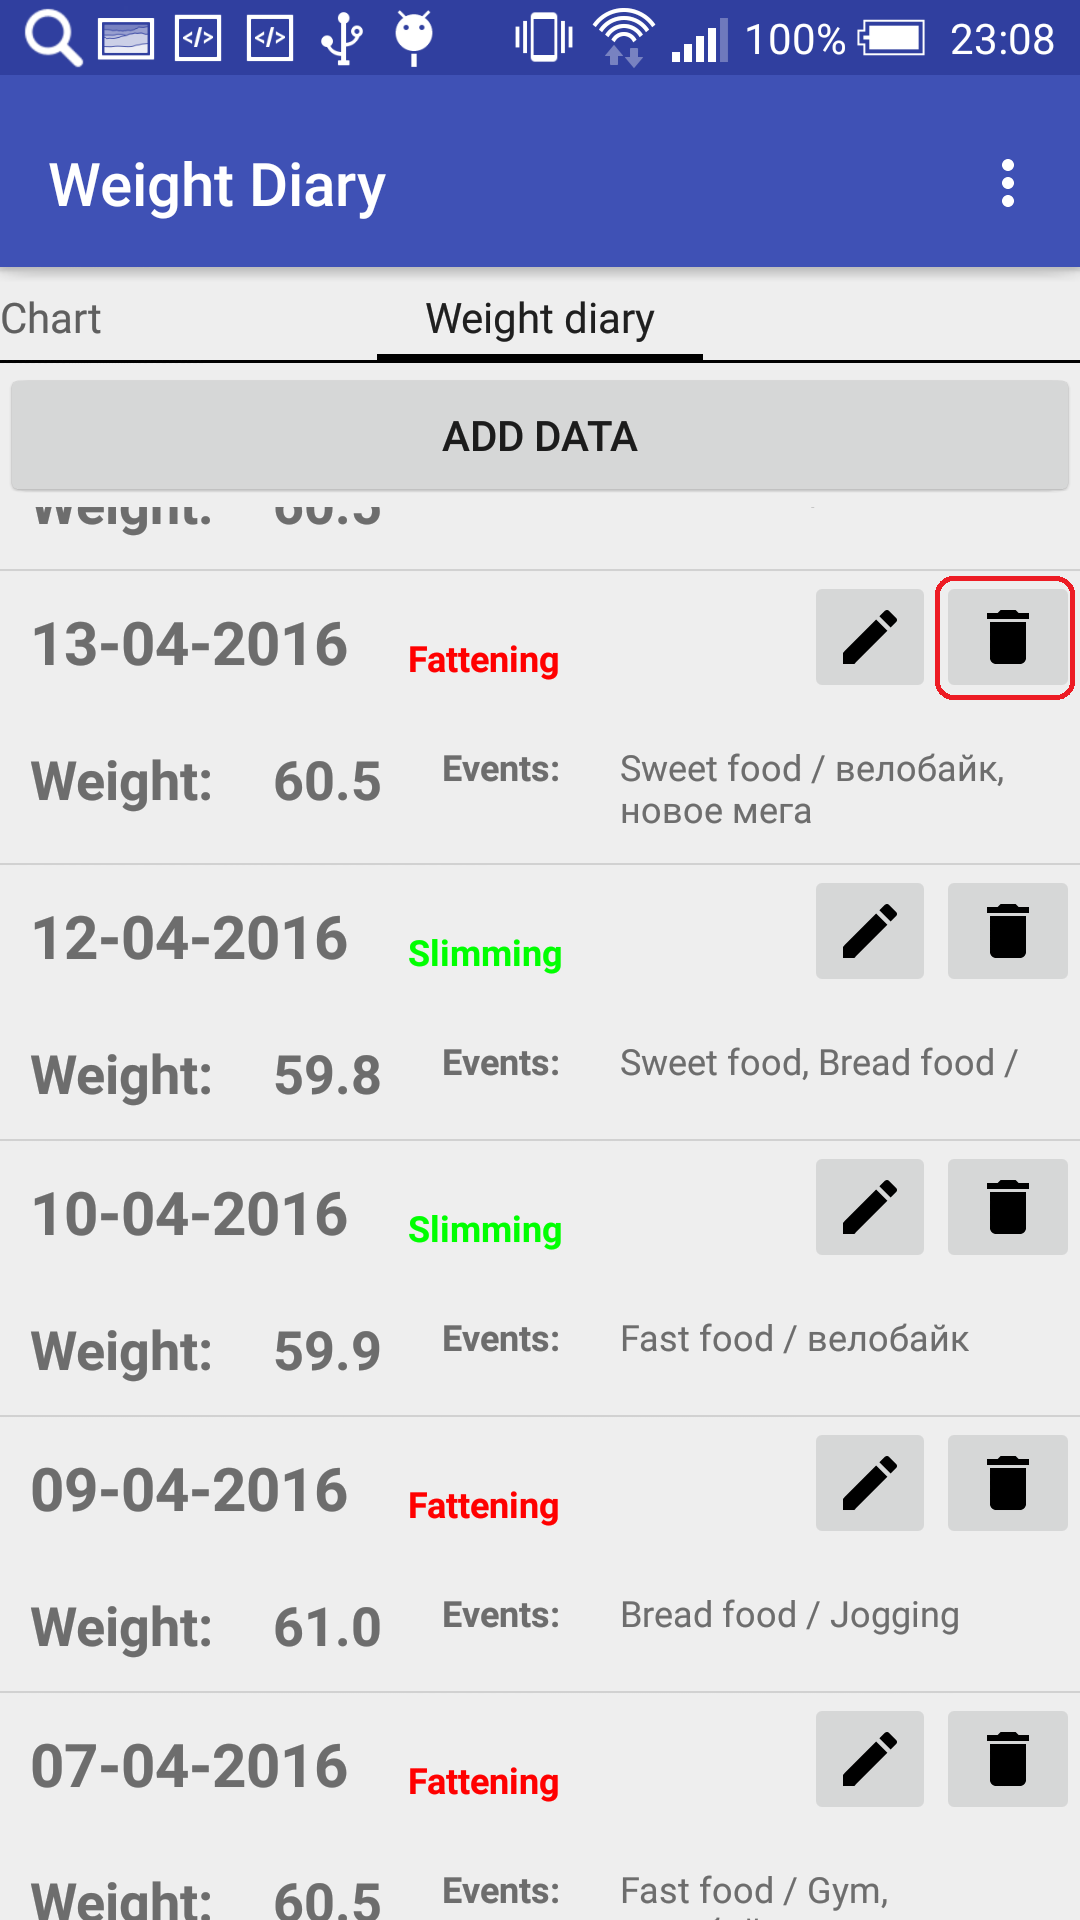 100% 23:08
Weight Diary
Chart Weight diary
ADD DATA
Weight: 60.5
13-04-2016 Fattening
Weight: 60.5 Events: Sweet food / велобайк,
новое мега
12-04-2016 Slimming
Weight: 59.8 Events: Sweet food, Bread food /
10-04-2016 Slimming
Weight: 59.9 Events: Fast food / велобайк
09-04-2016 Fattening
Weight: 61.0 Events: Bread food / Jogging
07-04-2016 Fattening
Weight: 60.5 Events: Fast food / Gym,